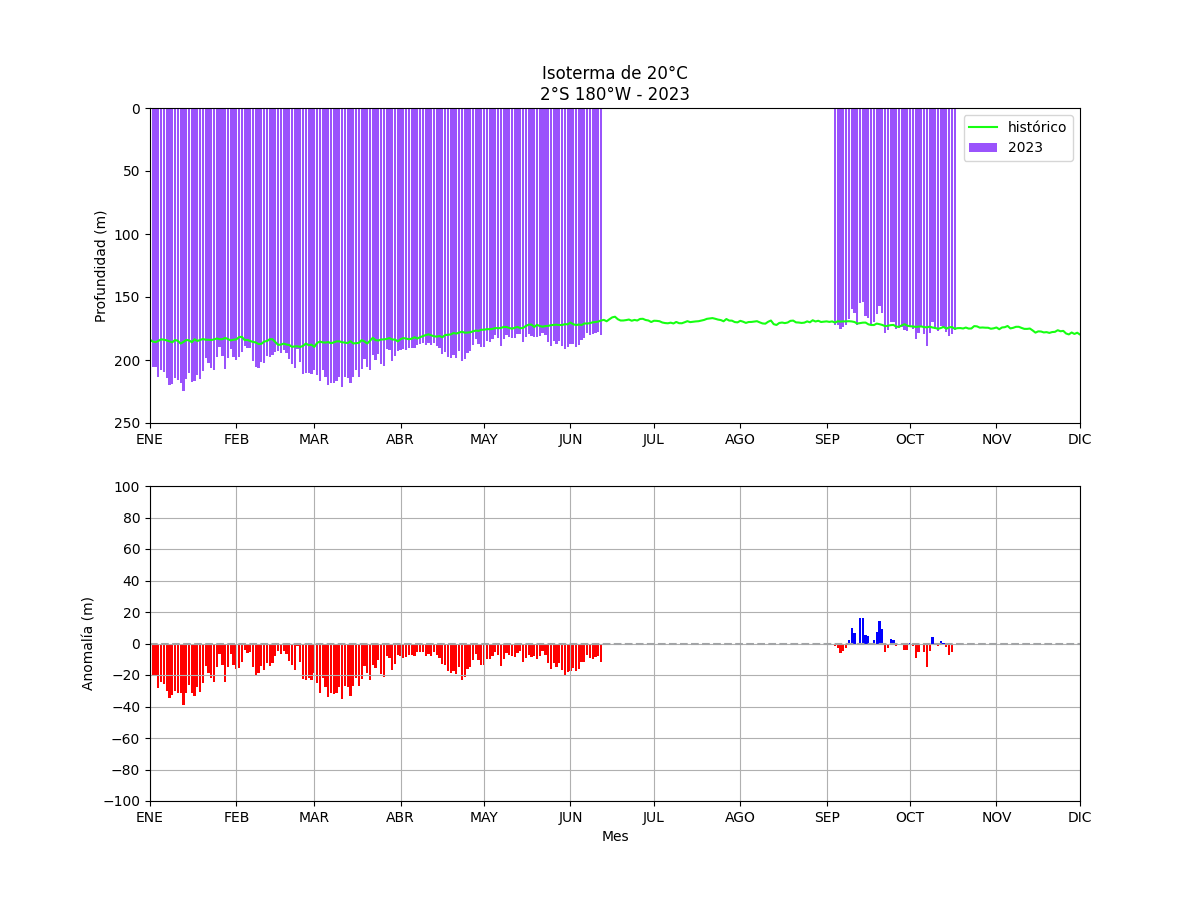 Isoterma de 20°C
2°S 180°W - 2023
0
50
100
150
200
250
Profundidad (m)
histórico
2023
ENE FEB MAR ABR MAY JUN JUL AGO SEP OCT NOV DIC
100
80
60
40
20
0
−20
−40
−60
−80
−100
Anomalía (m)
ENE FEB MAR ABR MAY JUN JUL AGO SEP OCT NOV DIC
Mes